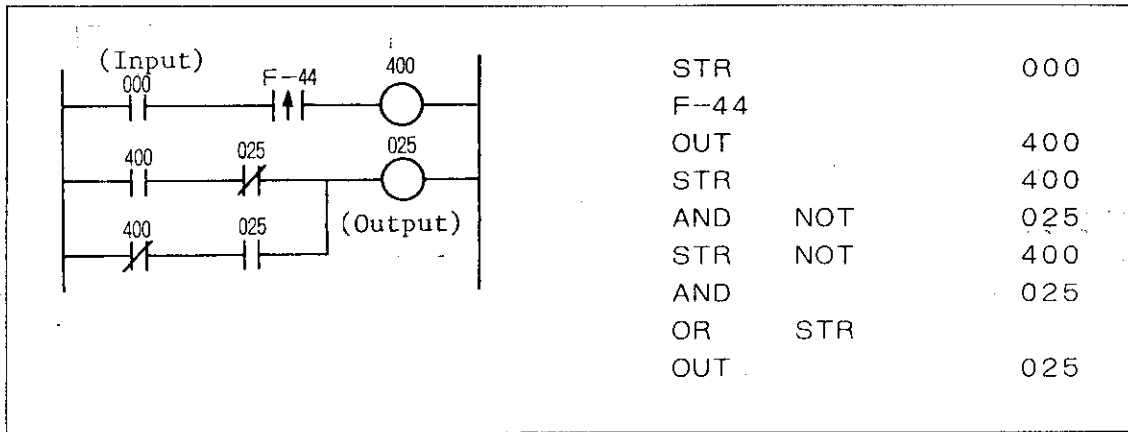 (Input)
000 F-44 400
400 025 025
(Output)
400 025
STR 000
F-44
OUT 400
STR 400
AND NOT 025
STR NOT 400
AND 025
OR STR
OUT 025